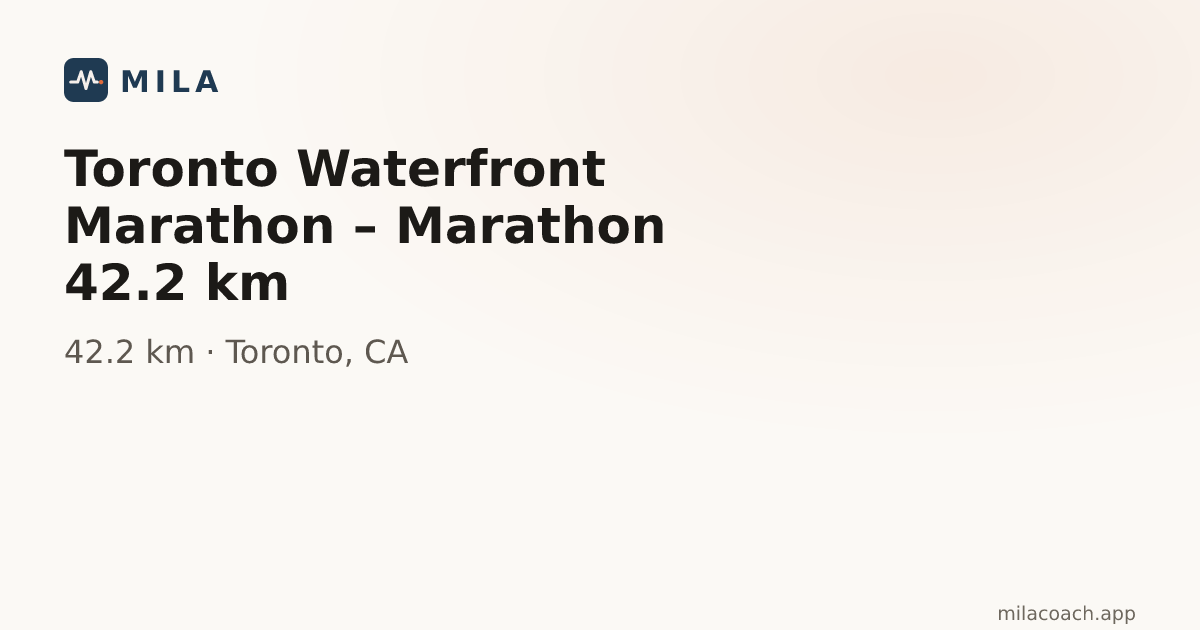 MILA
Toronto Waterfront
Marathon – Marathon
42.2 km
42.2 km · Toronto, CA
milacoach.app